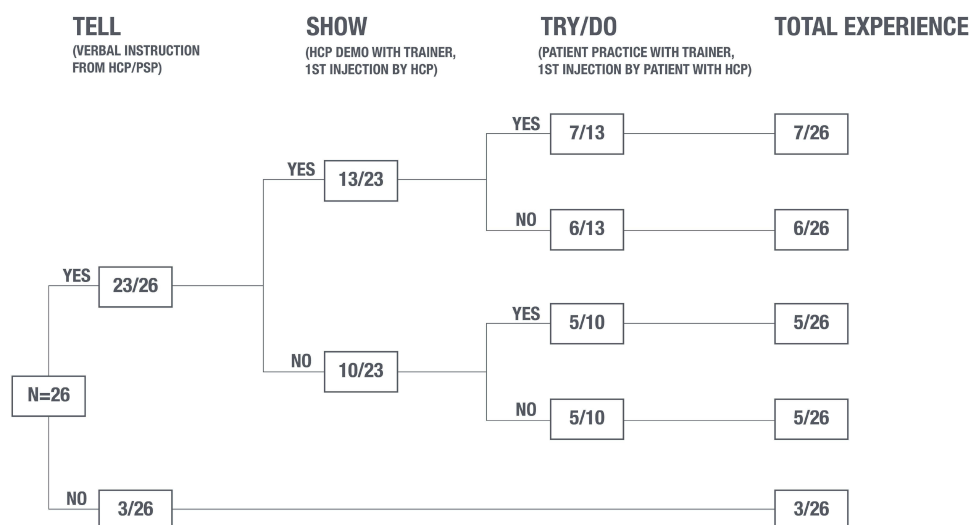 TELL
(VERBAL INSTRUCTION
FROM HCP/PSP)
SHOW
(HCP DEMO WITH TRAINER,
1ST INJECTION BY HCP)
TRY/DO
(PATIENT PRACTICE WITH TRAINER,
1ST INJECTION BY PATIENT WITH HCP)
TOTAL EXPERIENCE
YES
7/13
7/26
YES
13/23
NO
6/13
6/26
YES
23/26
YES
5/10
5/26
NO
10/23
N=26
NO
5/10
5/26
NO
3/26
3/26